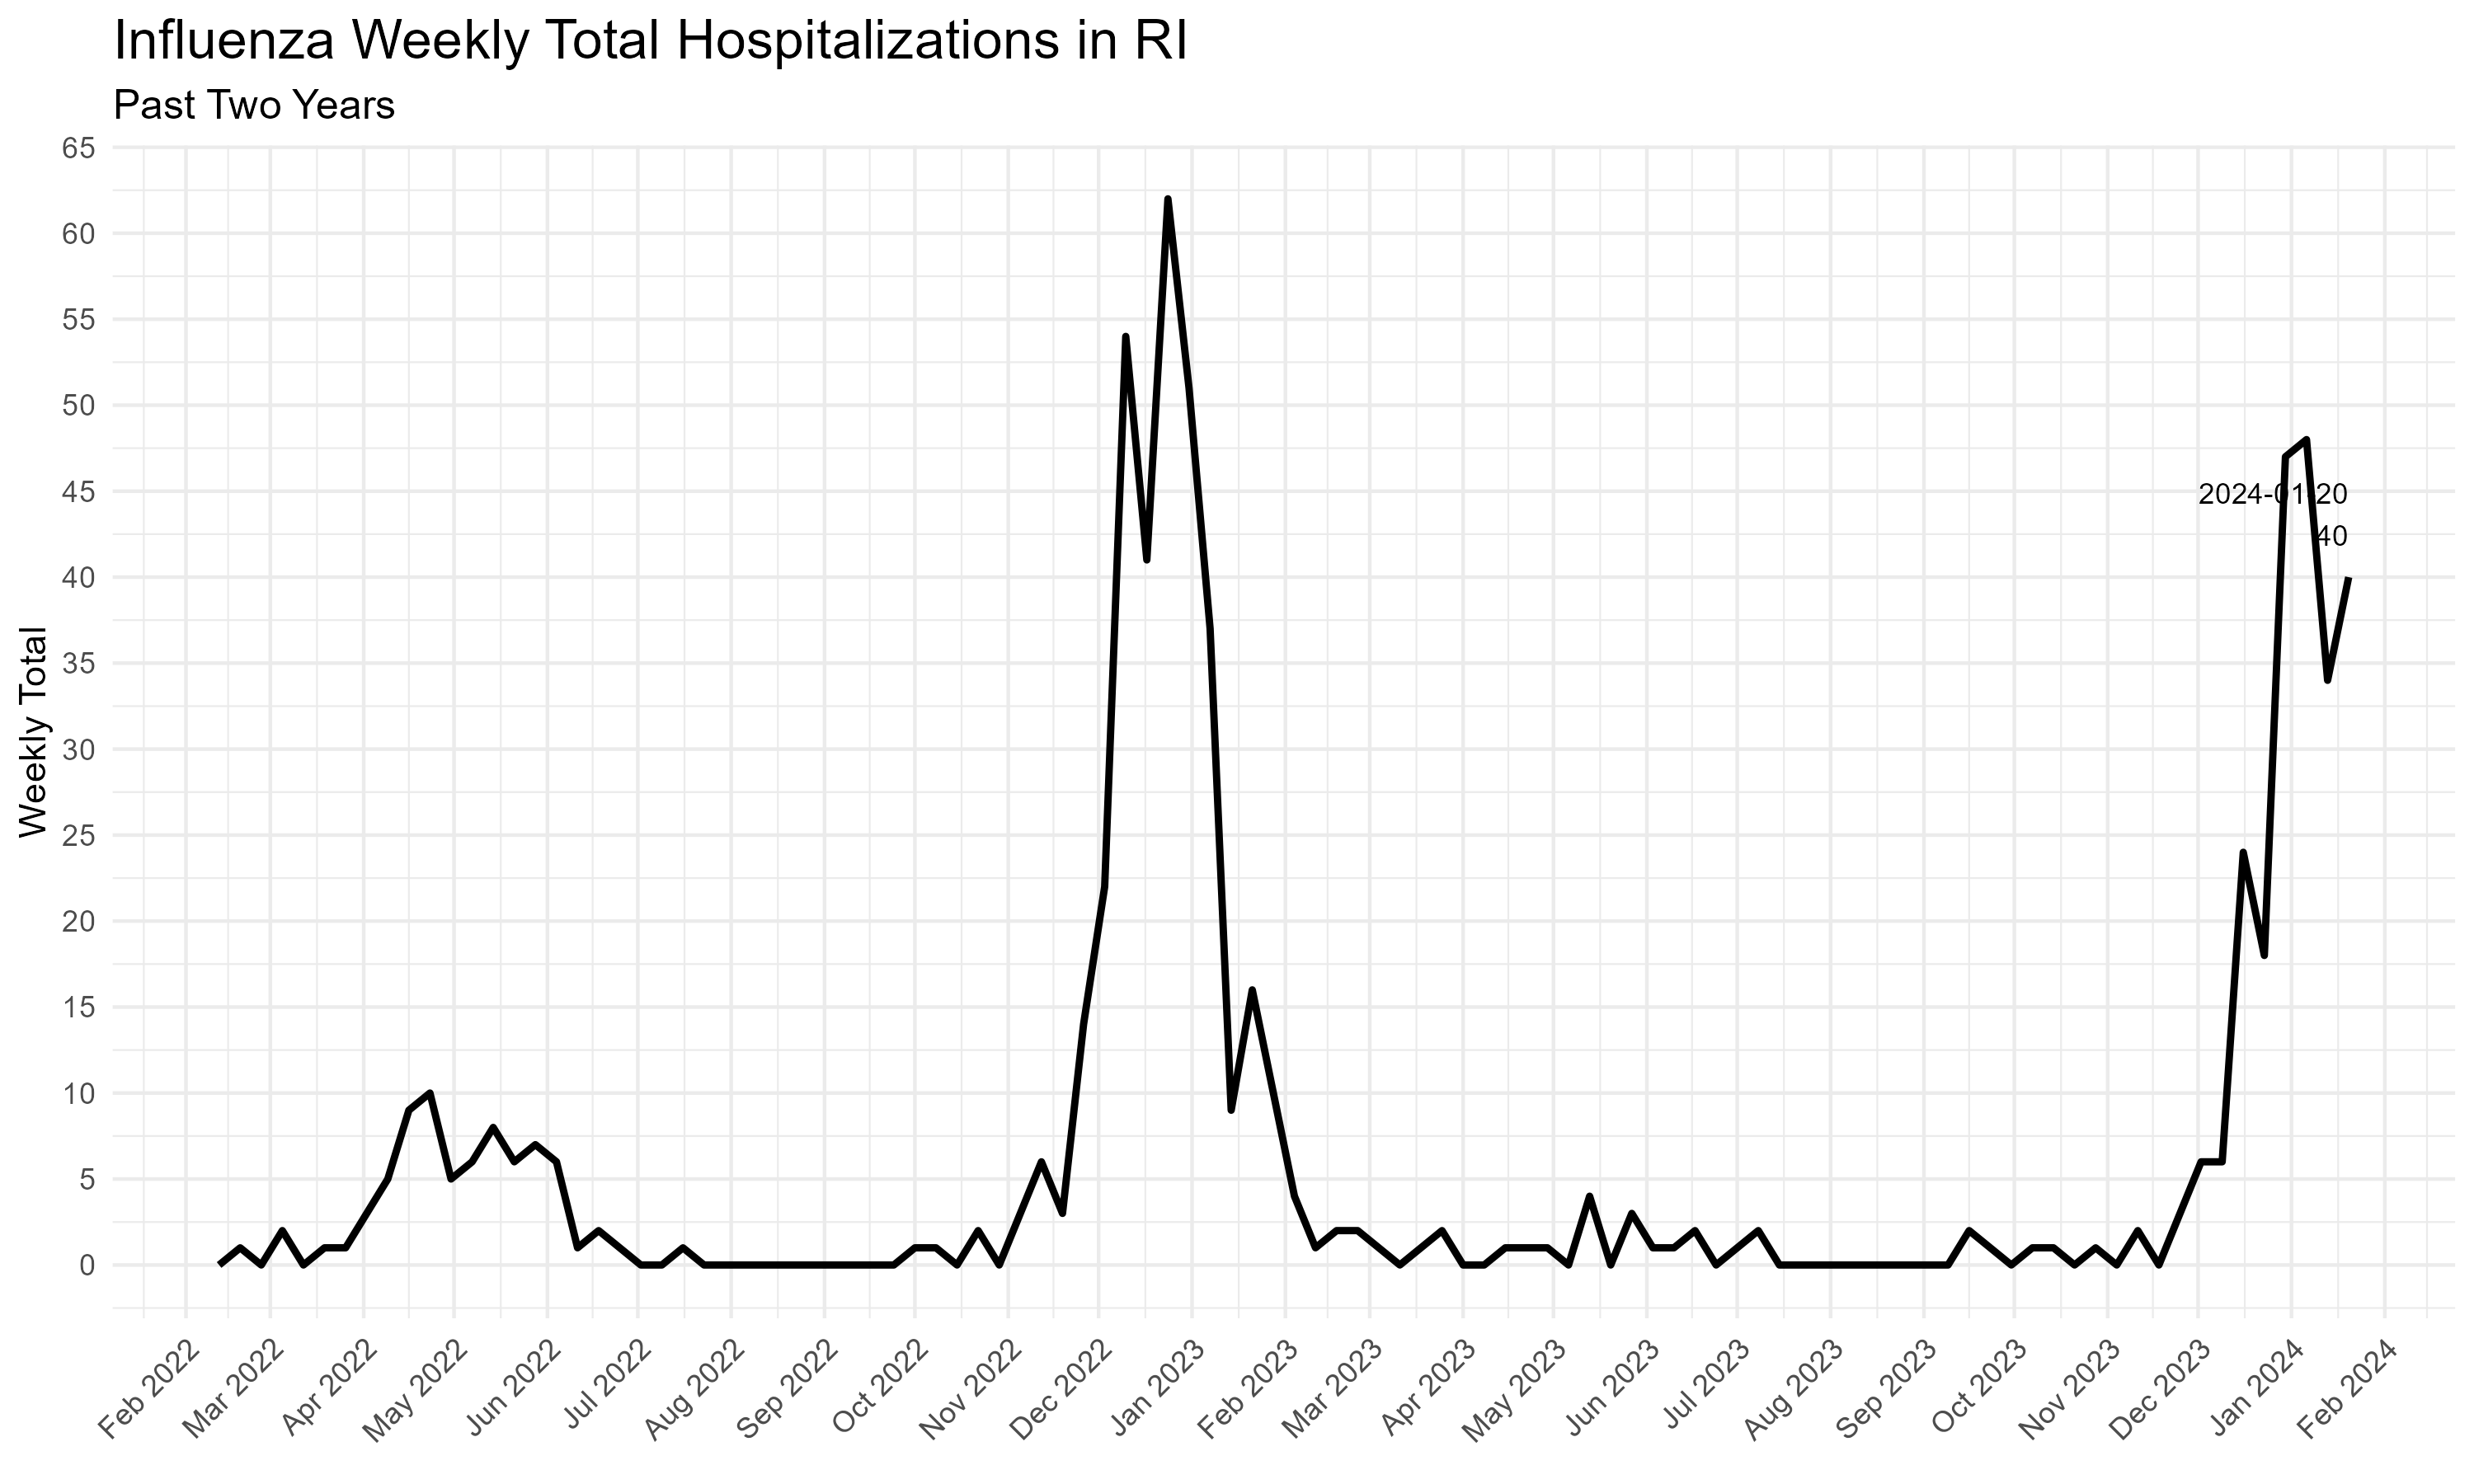 Influenza Weekly Total Hospitalizations in RI
Past Two Years
65
60
55
50
45
40
35
30
25
20
15
10
5
0
Weekly Total
2024-01-20
40
Feb 2022
Mar 2022
Apr 2022
May 2022
Jun 2022
Jul 2022
Aug 2022
Sep 2022
Oct 2022
Nov 2022
Dec 2022
Jan 2023
Feb 2023
Mar 2023
Apr 2023
May 2023
Jun 2023
Jul 2023
Aug 2023
Sep 2023
Oct 2023
Nov 2023
Dec 2023
Jan 2024
Feb 2024